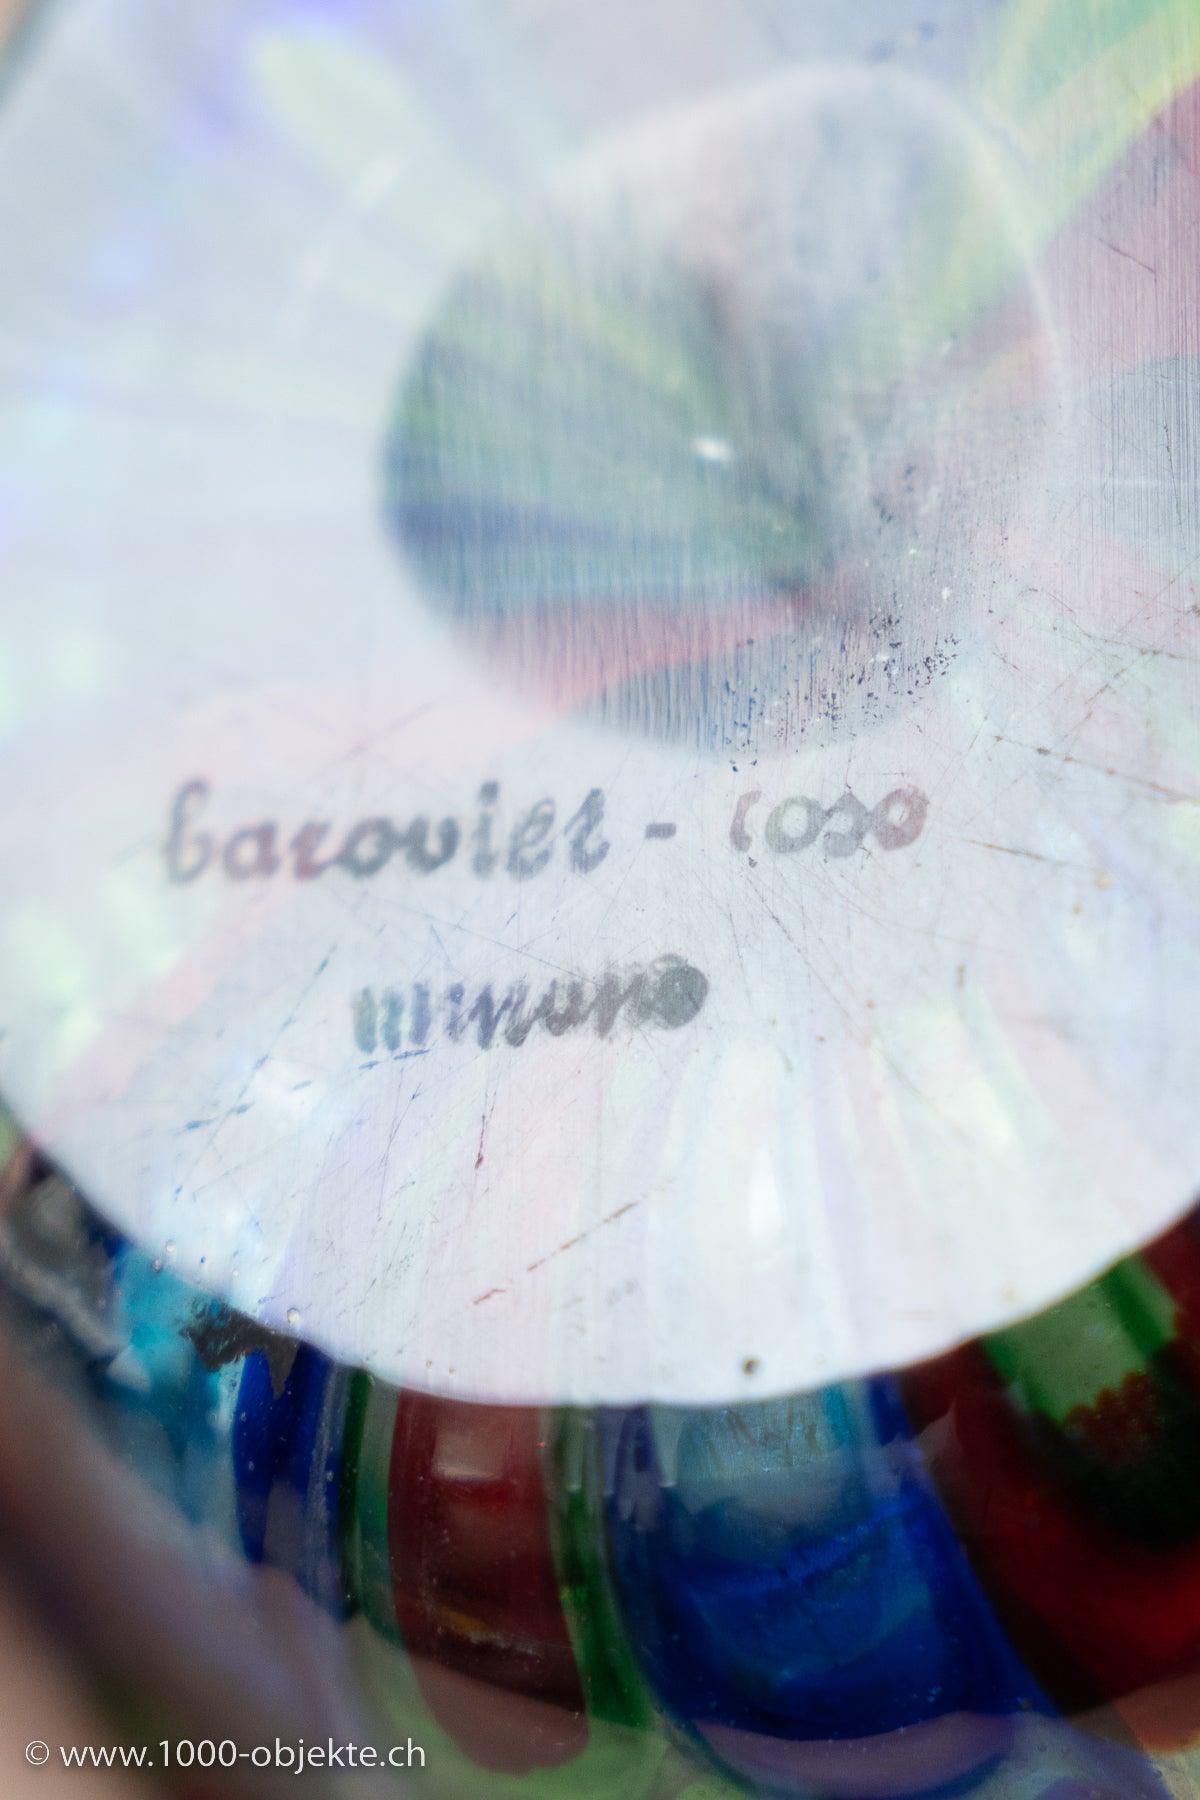 barovier - toso
murano
© www.1000-objekte.ch